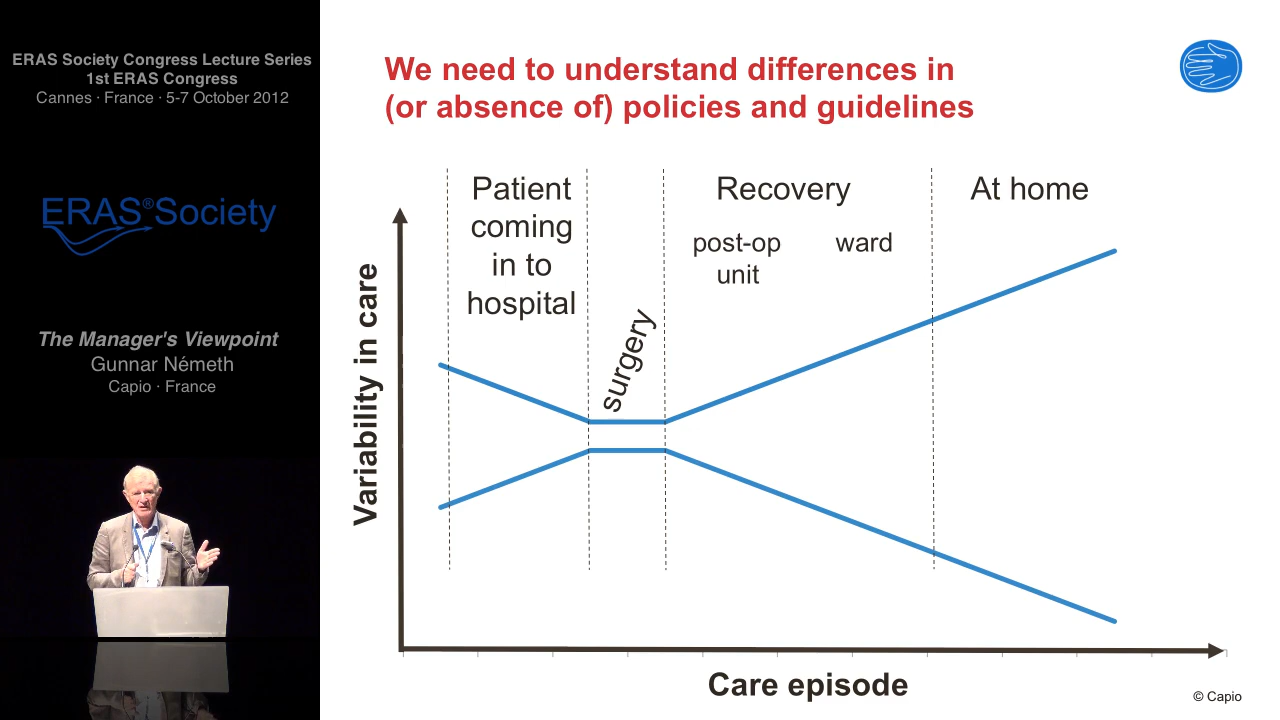 ERAS Society Congress Lecture Series
1st ERAS Congress
Cannes · France · 5-7 October 2012
ERAS®Society
The Manager's Viewpoint
Gunnar Németh
Capio · France
We need to understand differences in
(or absence of) policies and guidelines
Patient
coming
in to
hospital
surgery
Recovery
post-op
unit
ward
At home
Variability in care
Care episode
© Capio